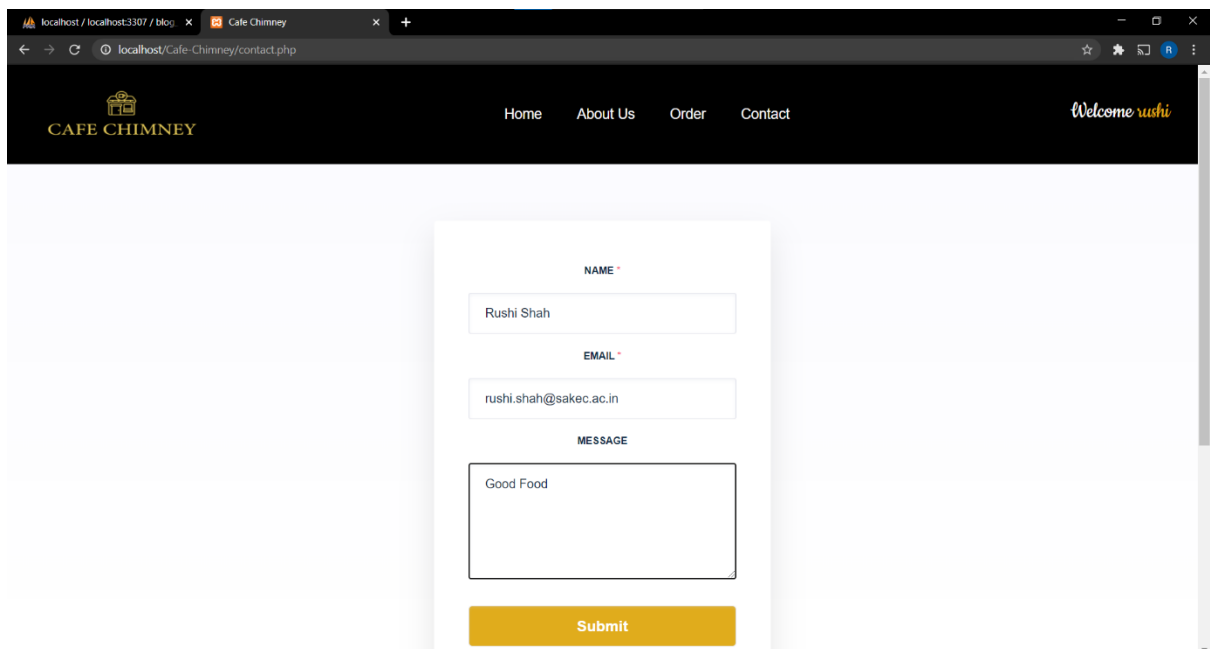 localhost / localhost:3307 / blog_
Cafe Chimney
localhost/Cafe-Chimney/contact.php
R
CAFE CHIMNEY
Home About Us Order Contact
Welcome rushi
NAME *
Rushi Shah
EMAIL *
rushi.shah@sakec.ac.in
MESSAGE
Good Food
Submit